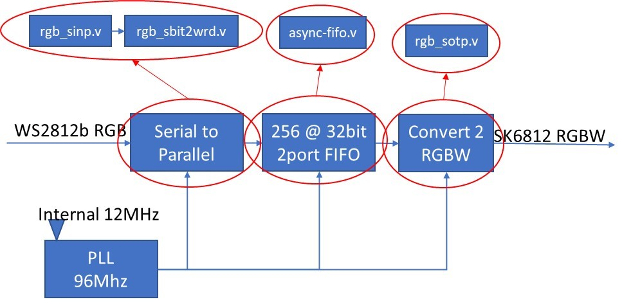 rgb_sinp.v
rgb_sbit2wrd.v
async-fifo.v
rgb_sotp.v
WS2812b RGB
Serial to
Parallel
256 @ 32bit
2port FIFO
Convert 2
RGBW
SK6812 RGBW
Internal 12MHz
PLL
96Mhz